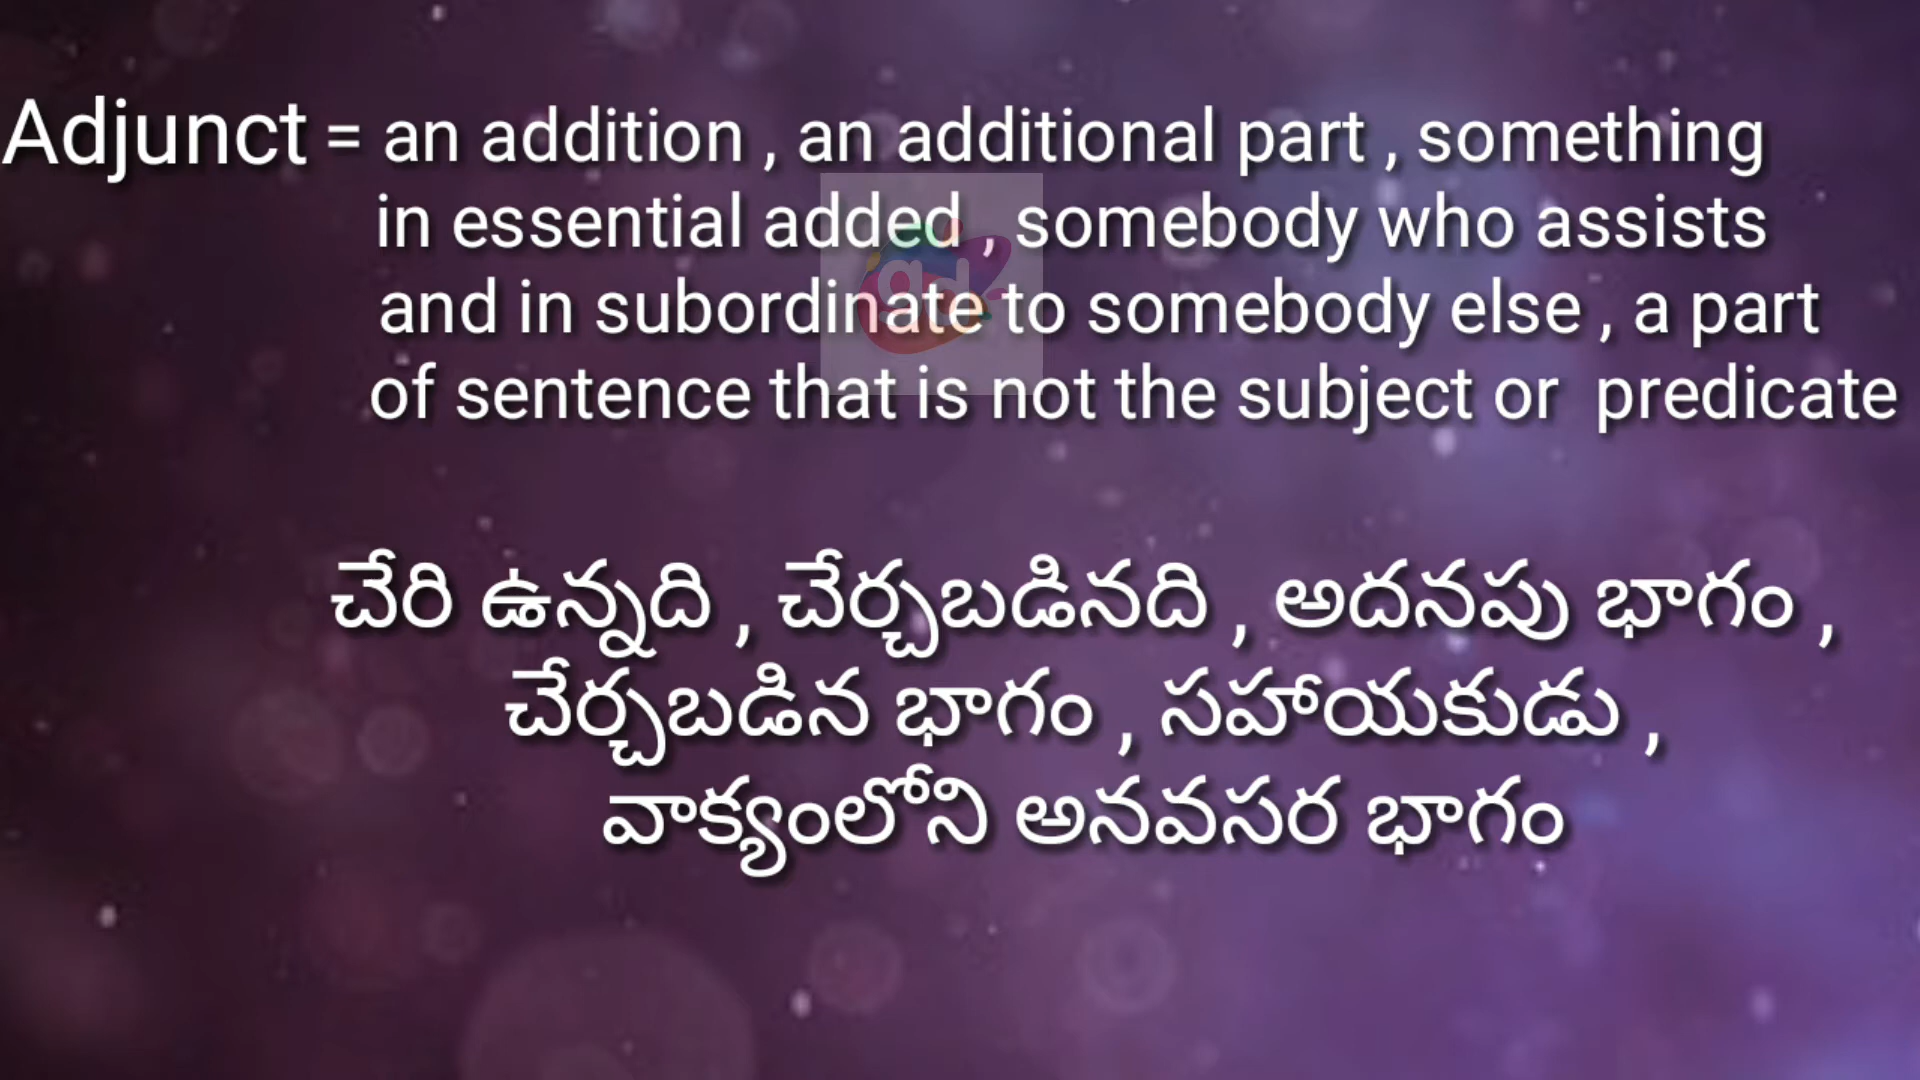 Adjunct = an addition , an additional part , something
in essential added , somebody who assists
and in subordinate to somebody else , a part
of sentence that is not the subject or predicate
చేరి ఉన్నది , చేర్చబడినది , అదనపు భాగం ,
చేర్చబడిన భాగం , సహాయకుడు ,
వాక్యంలోని అనవసర భాగం
gd